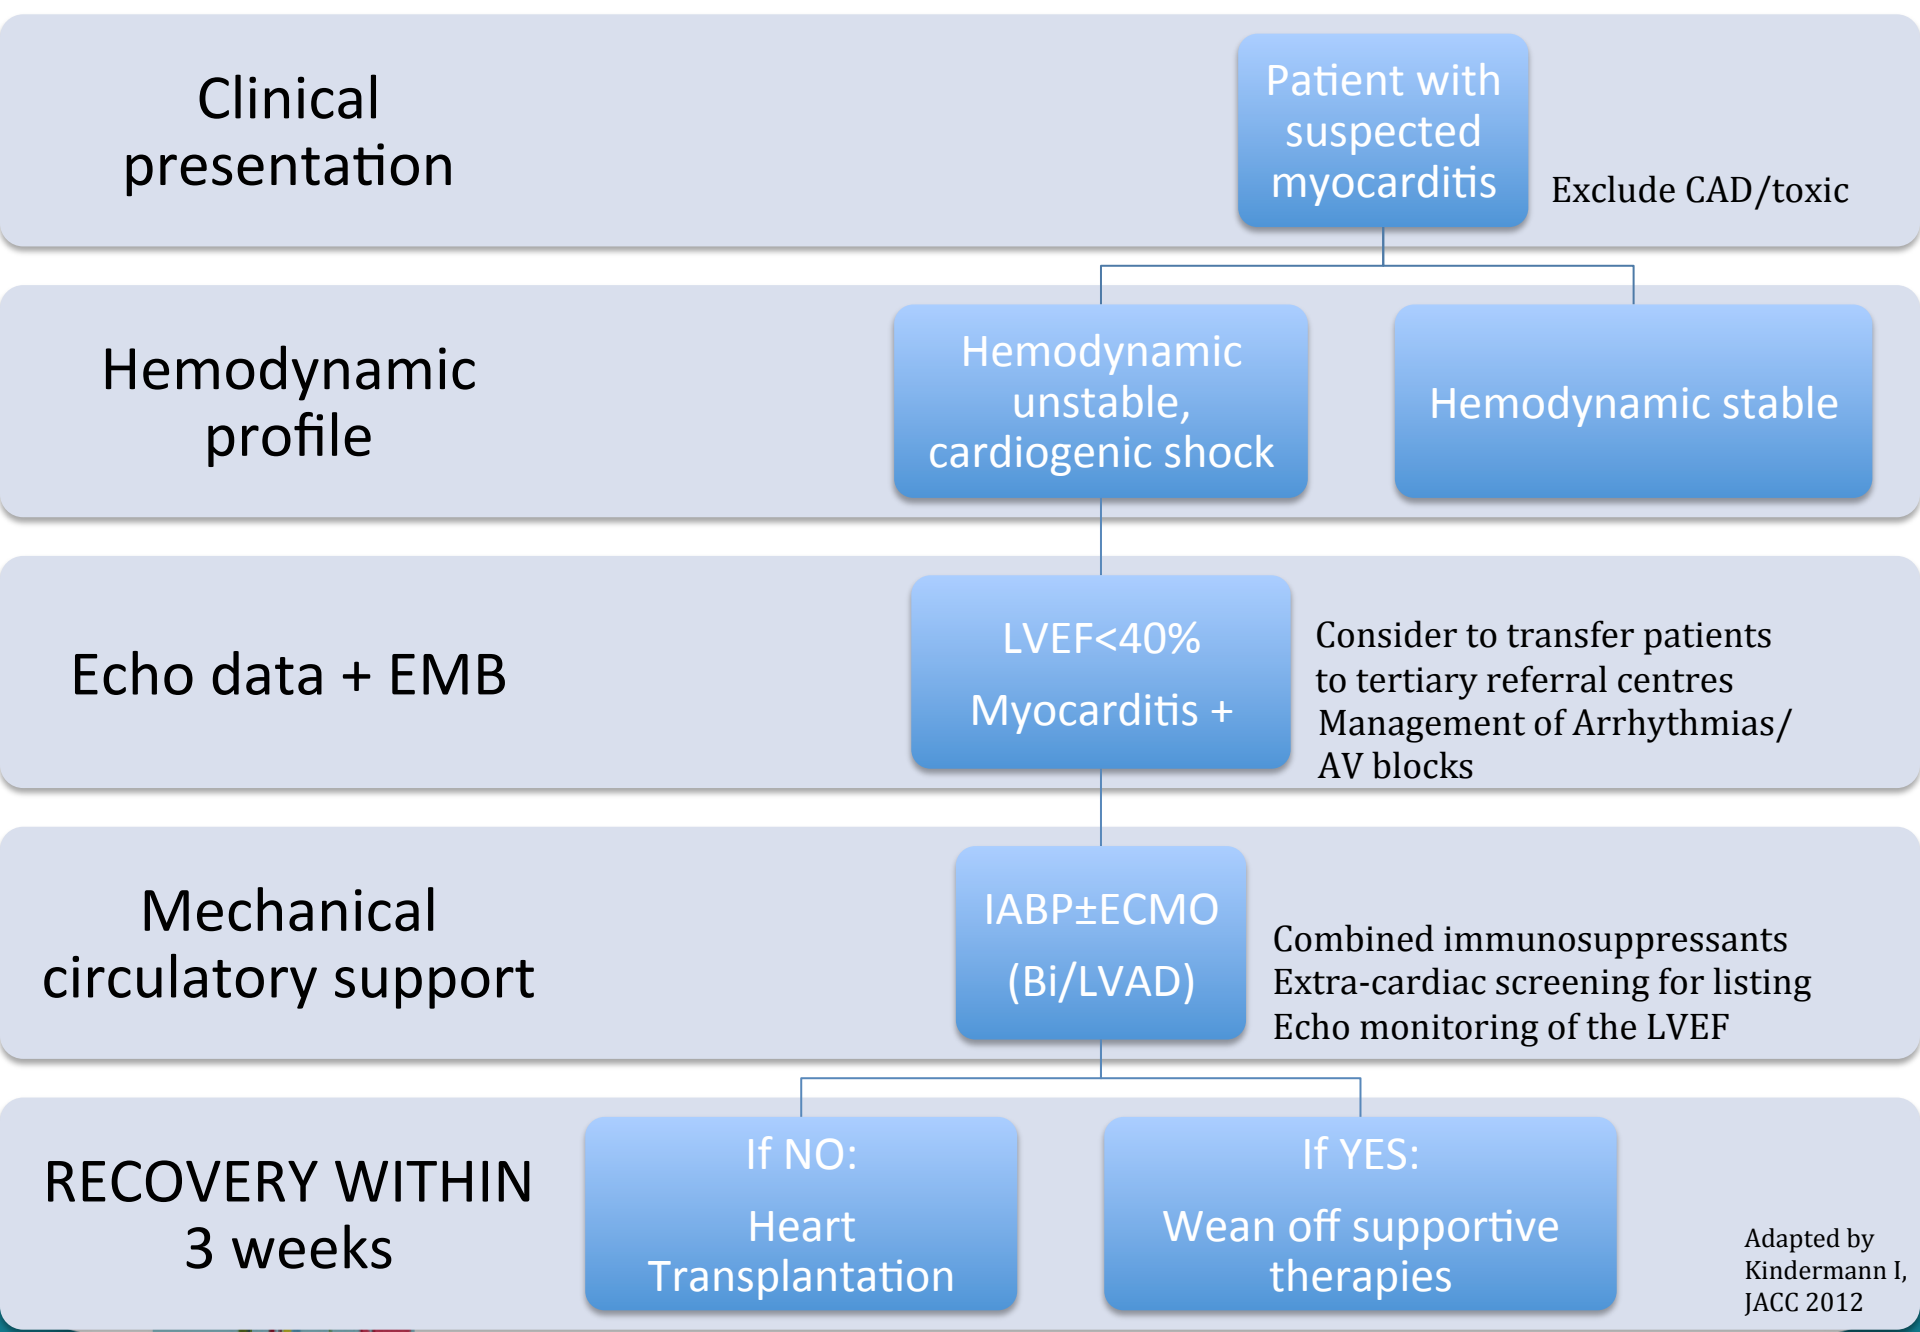 Clinical
presentation
Patient with
suspected
myocarditis
Exclude CAD/toxic
Hemodynamic
profile
Hemodynamic
unstable,
cardiogenic shock
Hemodynamic stable
Echo data + EMB
LVEF<40%
Myocarditis +
Consider to transfer patients
to tertiary referral centres
Management of Arrhythmias/
AV blocks
Mechanical
circulatory support
IABP±ECMO
(Bi/LVAD)
Combined immunosuppressants
Extra-cardiac screening for listing
Echo monitoring of the LVEF
RECOVERY WITHIN
3 weeks
If NO:
Heart
Transplantation
If YES:
Wean off supportive
therapies
Adapted by
Kindermann I,
JACC 2012